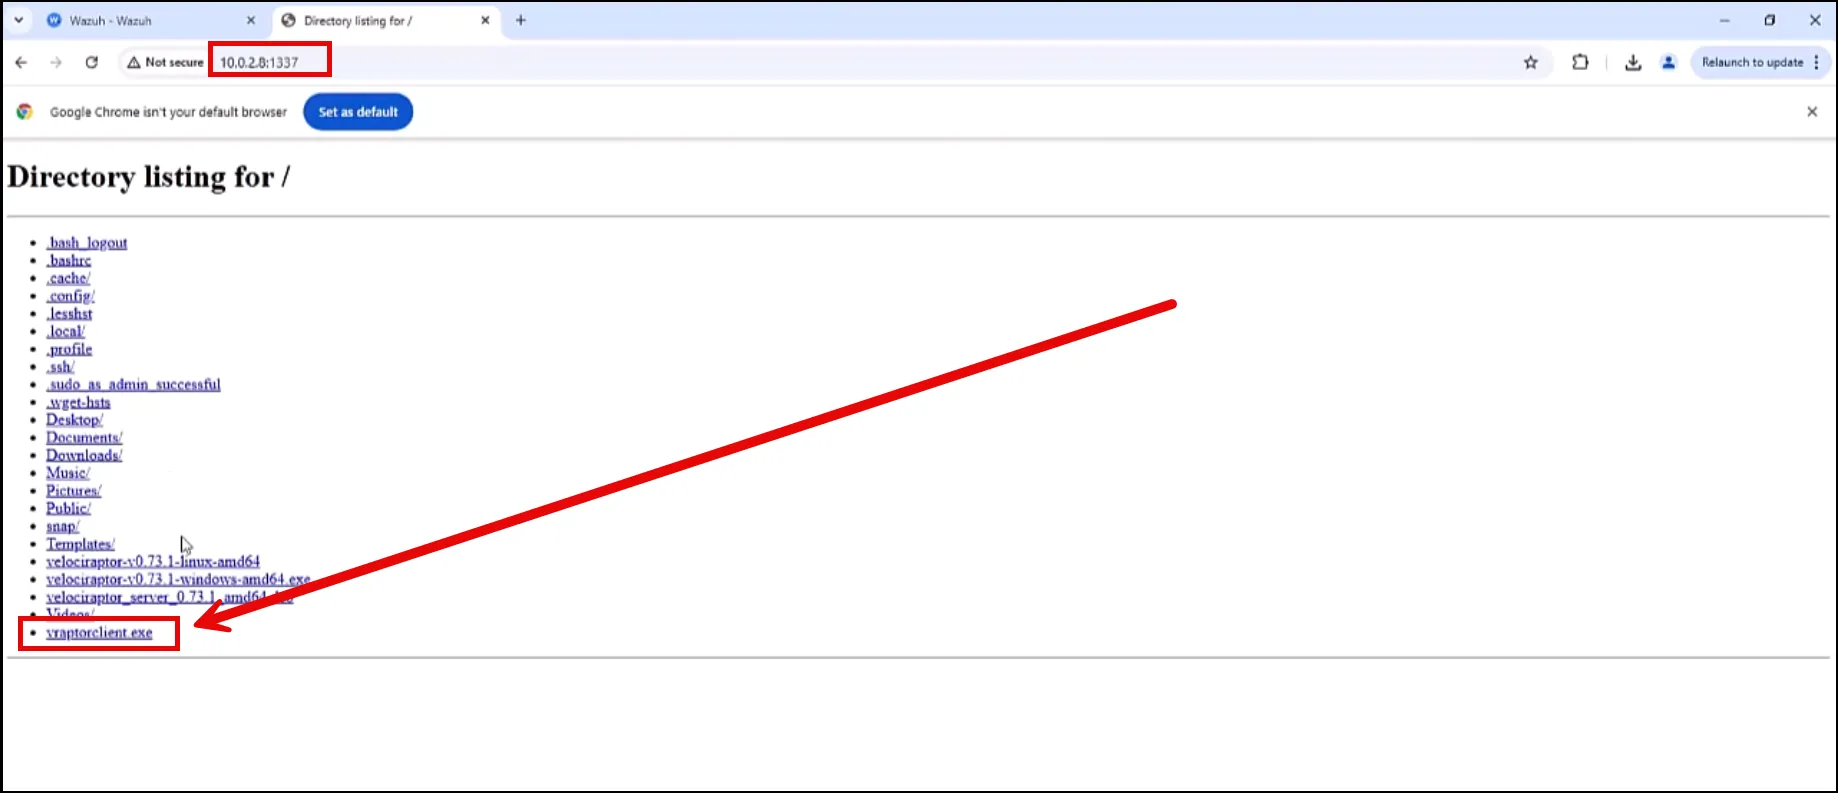 Wazuh - Wazuh
Directory listing for /
Not secure
10.0.2.8:1337
Relaunch to update
Google Chrome isn't your default browser
Set as default
Directory listing for /
.bash_logout
.bashrc
.cache/
.config/
.lesshst
.local/
.profile
.ssh/
.sudo_as_admin_successful
.wget-hsts
Desktop/
Documents/
Downloads/
Music/
Pictures/
Public/
snap/
Templates/
velociraptor-v0.73.1-linux-amd64
velociraptor-v0.73.1-windows-amd64.exe
velociraptor_server_0.73.1_amd64.deb
Videos/
vraptorclient.exe